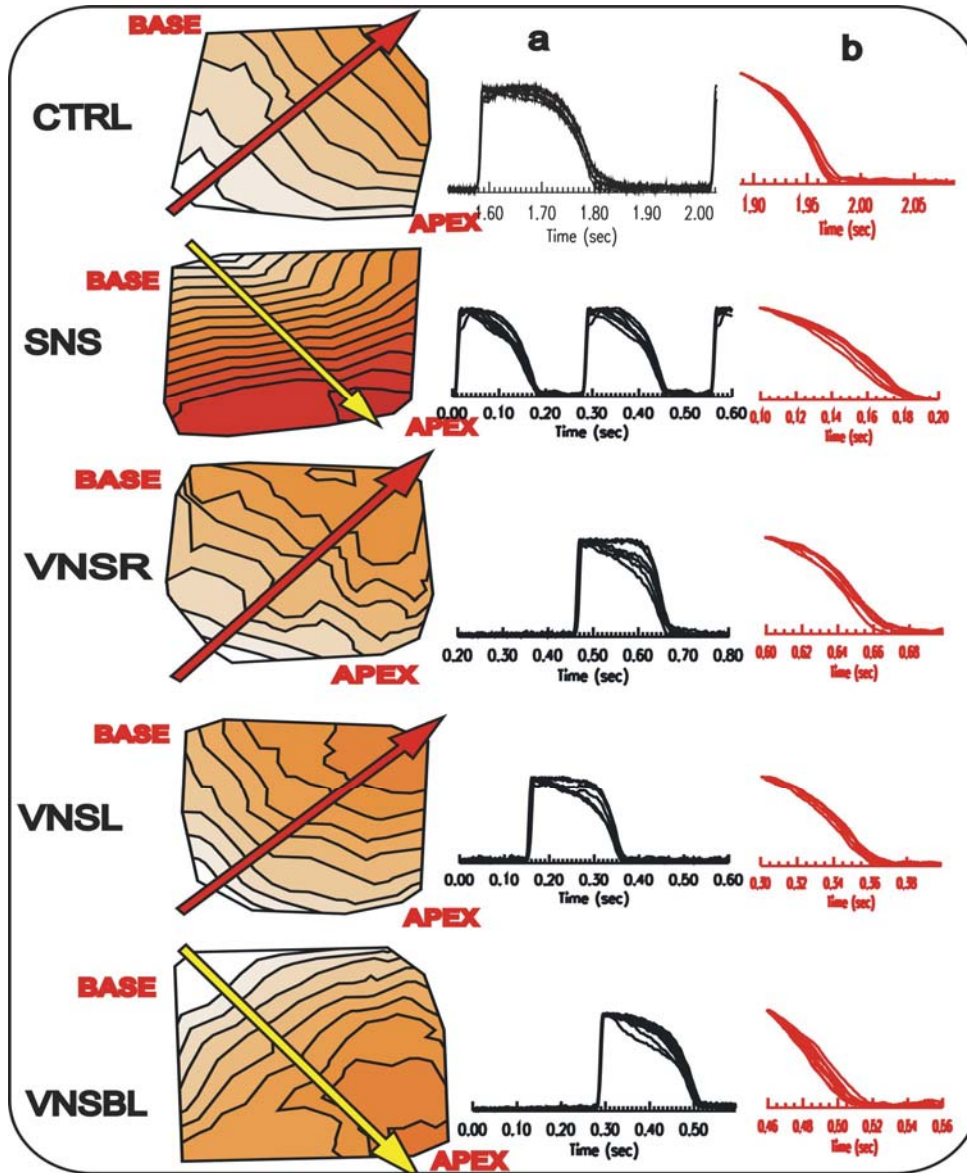 a
b
BASE
CTRL
APEX
1.60 1.70 1.80 1.90 2.00
Time (sec)
1.90 1.95 2.00 2.05
Time (sec)
BASE
SNS
APEX
0.00 0.10 0.20 0.30 0.40 0.50 0.60
Time (sec)
0.10 0.12 0.14 0.16 0.18 0.20
Time (sec)
BASE
VNSR
APEX
0.20 0.30 0.40 0.50 0.60 0.70 0.80
Time (sec)
0.60 0.62 0.64 0.66 0.68
Time (sec)
BASE
VNSL
APEX
0.00 0.10 0.20 0.30 0.40 0.50 0.60
Time (sec)
0.30 0.32 0.34 0.36 0.38
Time (sec)
BASE
VNSBL
APEX
0.00 0.10 0.20 0.30 0.40 0.50
Time (sec)
0.46 0.48 0.50 0.52 0.54 0.56
Time (sec)